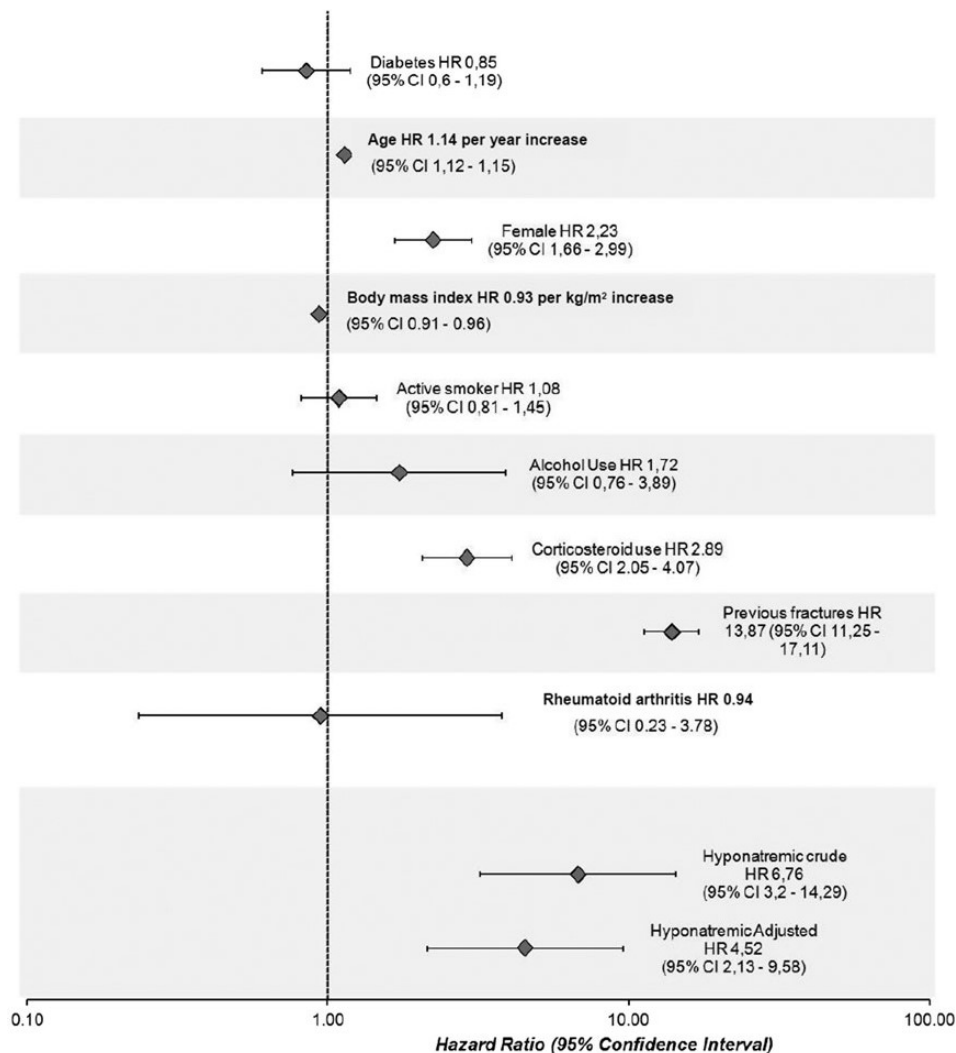 Diabetes HR 0,85
(95% CI 0,6 - 1,19)
Age HR 1.14 per year increase
(95% CI 1,12 - 1,15)
Female HR 2,23
(95% CI 1,66 - 2,99)
Body mass index HR 0.93 per kg/m² increase
(95% CI 0.91 - 0.96)
Active smoker HR 1,08
(95% CI 0,81 - 1,45)
Alcohol Use HR 1,72
(95% CI 0,76 - 3,89)
Corticosteroid use HR 2.89
(95% CI 2.05 - 4.07)
Previous fractures HR
13,87 (95% CI 11,25 -
17,11)
Rheumatoid arthritis HR 0.94
(95% CI 0.23 - 3.78)
Hyponatremic crude
HR 6,76
(95% CI 3,2 - 14,29)
Hyponatremic Adjusted
HR 4,52
(95% CI 2,13 - 9,58)
0.10 1.00 10.00 100.00
Hazard Ratio (95% Confidence Interval)